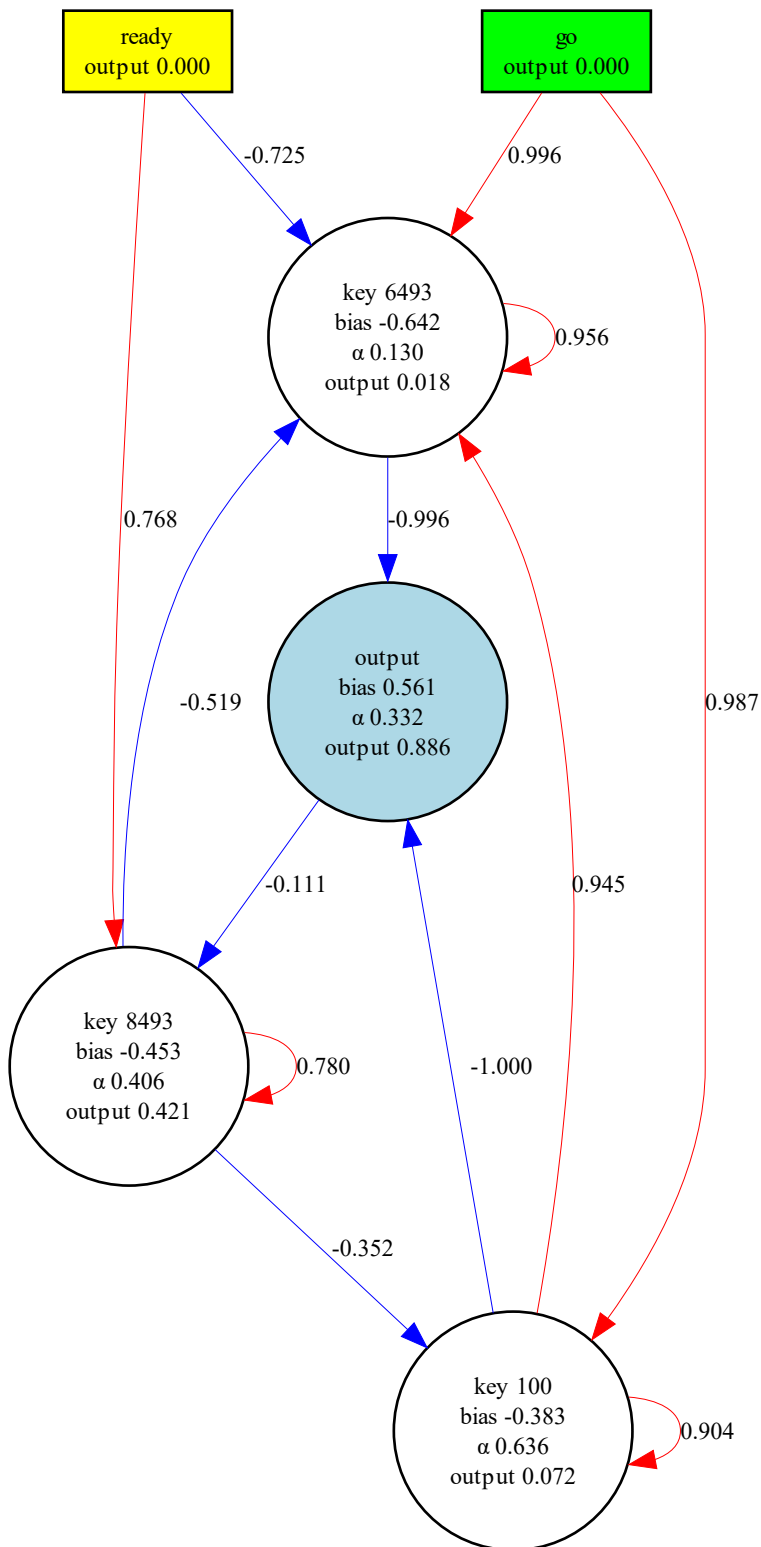 ready
output 0.000
go
output 0.000
-0.725
0.996
key 6493
bias -0.642
α 0.130
output 0.018
0.956
0.768
-0.996
-0.519
output
bias 0.561
α 0.332
output 0.886
0.987
-0.111
0.945
key 8493
bias -0.453
α 0.406
output 0.421
0.780
-1.000
-0.352
key 100
bias -0.383
α 0.636
output 0.072
0.904